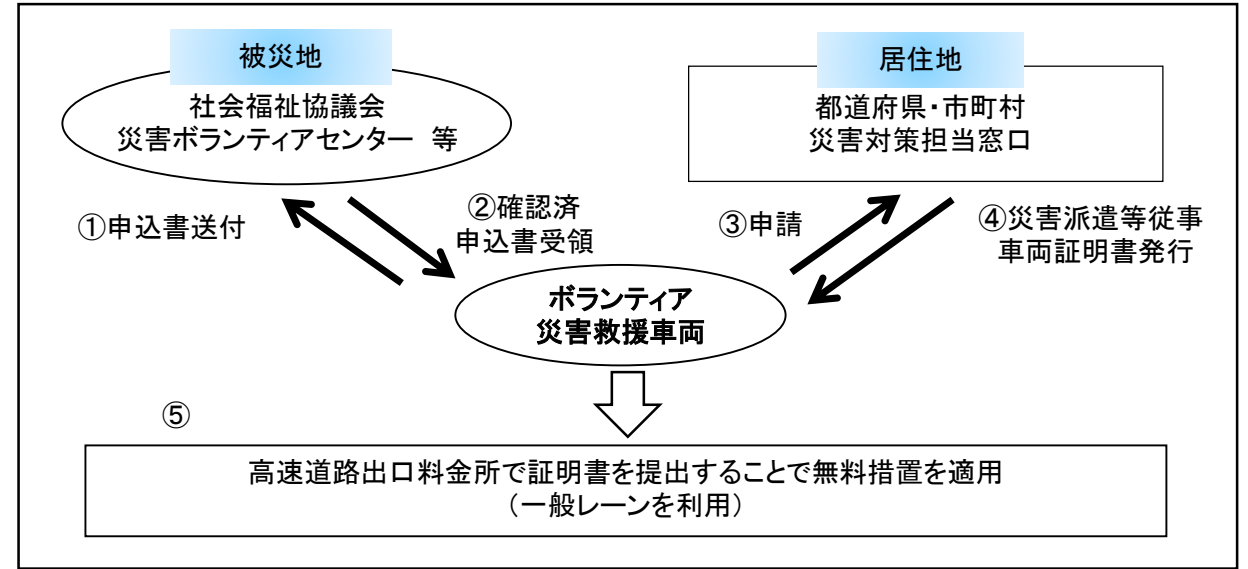 被災地
社会福祉協議会
災害ボランティアセンター 等
居住地
都道府県・市町村
災害対策担当窓口
①申込書送付
②確認済
申込書受領
③申請
④災害派遣等従事
車両証明書発行
ボランティア
災害救援車両
⑤
高速道路出口料金所で証明書を提出することで無料措置を適用
（一般レーンを利用）